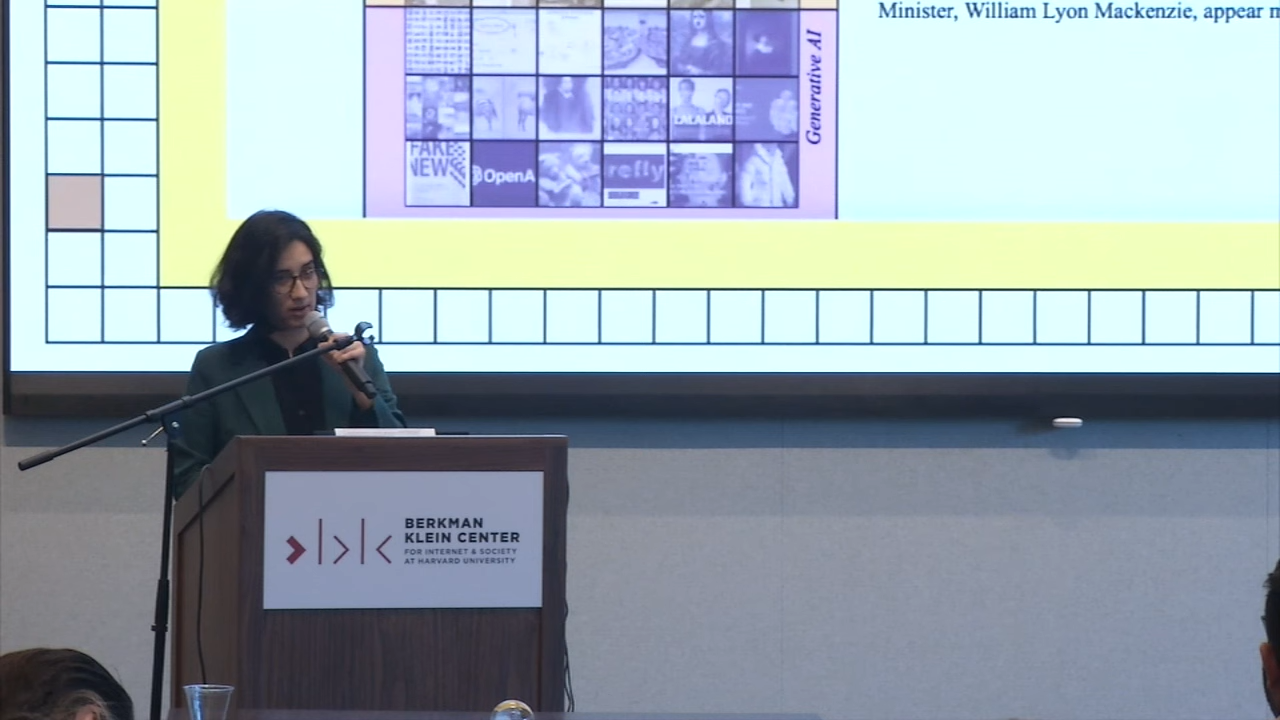 Minister, William Lyon Mackenzie, appear m
Generative AI
LALALAND
FAKE
NEWS
OpenA
refly
BERKMAN
KLEIN CENTER
FOR INTERNET & SOCIETY
AT HARVARD UNIVERSITY